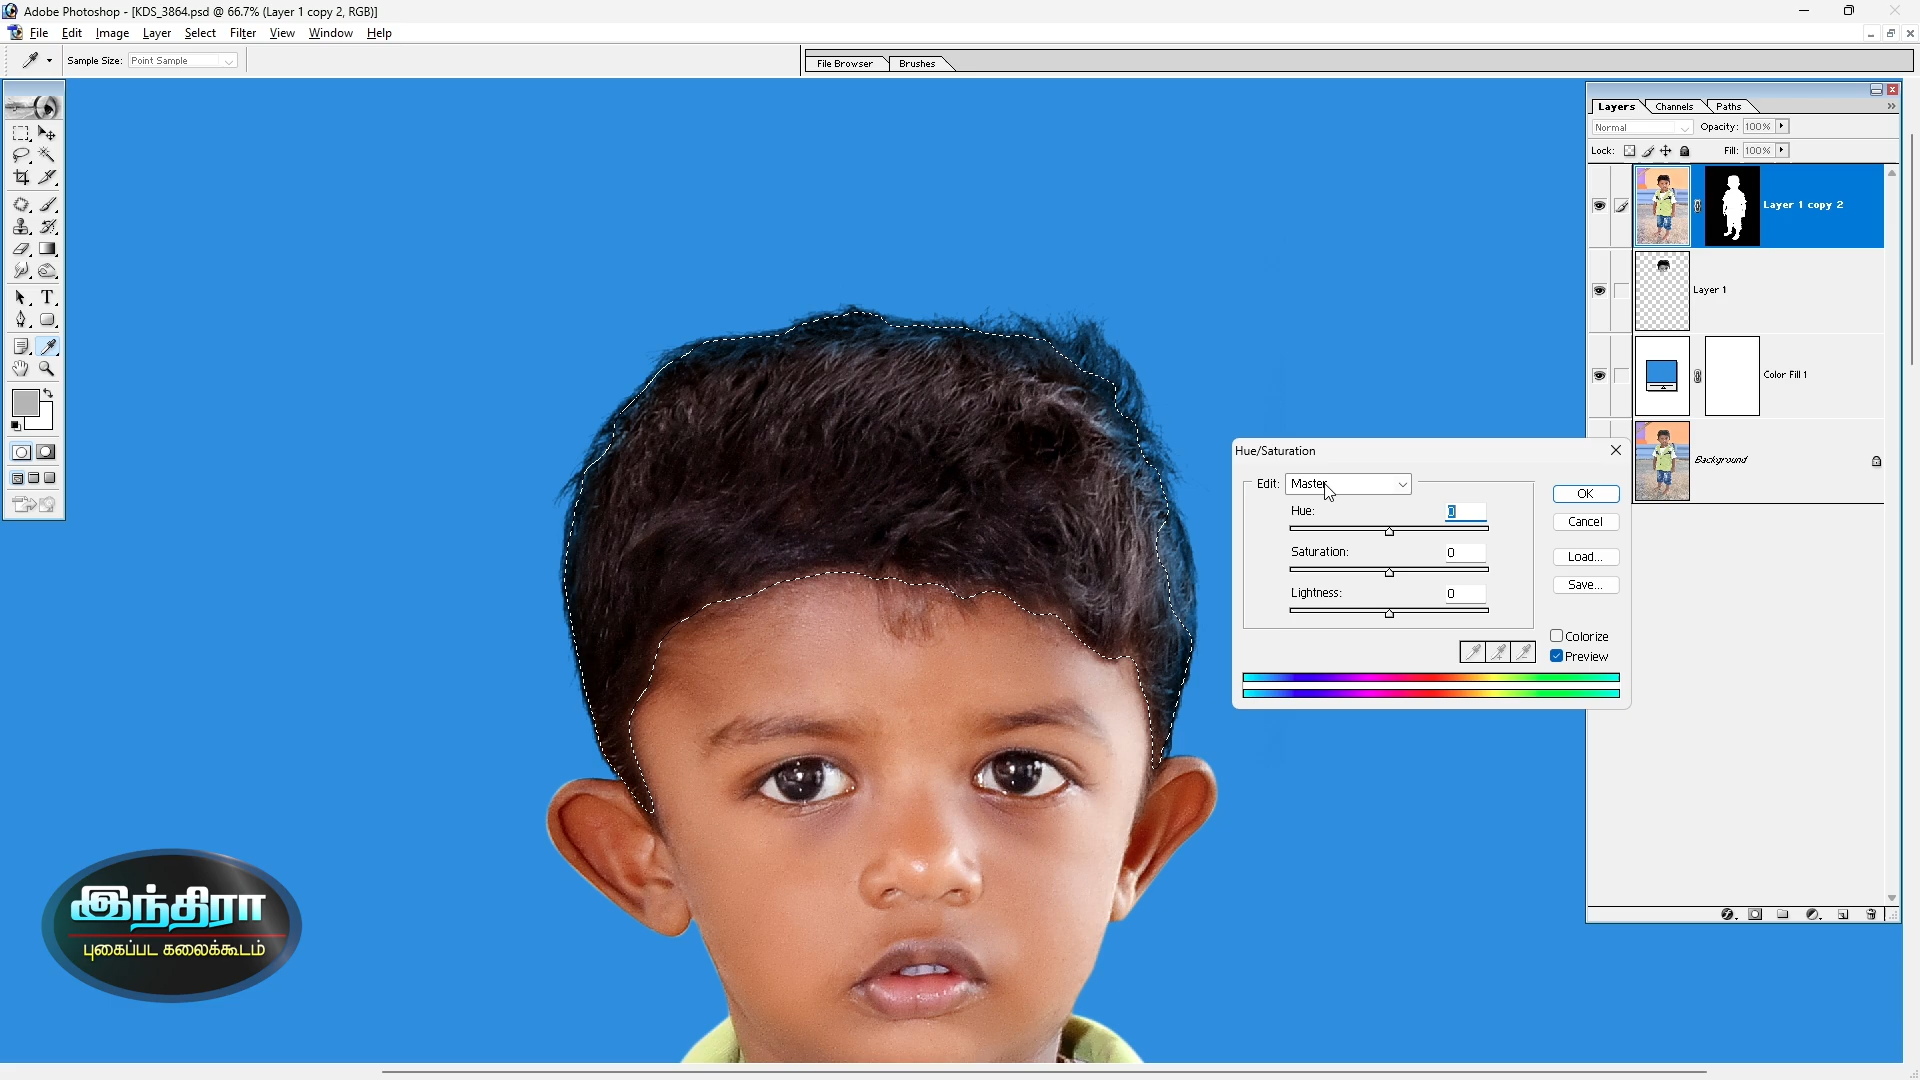 Adobe Photoshop - [KDS_3864.psd @ 66.7% (Layer 1 copy 2, RGB)]
File Edit Image Layer Select Filter View Window Help
Sample Size: Point Sample
File Browser Brushes
Layers Channels Paths
Normal Opacity: 100%
Lock: Fill: 100%
Layer 1 copy 2
Layer 1
Color Fill 1
Background
Hue/Saturation
Edit: Master
OK
Hue: 0
Cancel
Saturation: 0
Load...
Save...
Lightness: 0
Colorize
Preview
இந்திரா
புகைப்பட கலைக்கூடம்